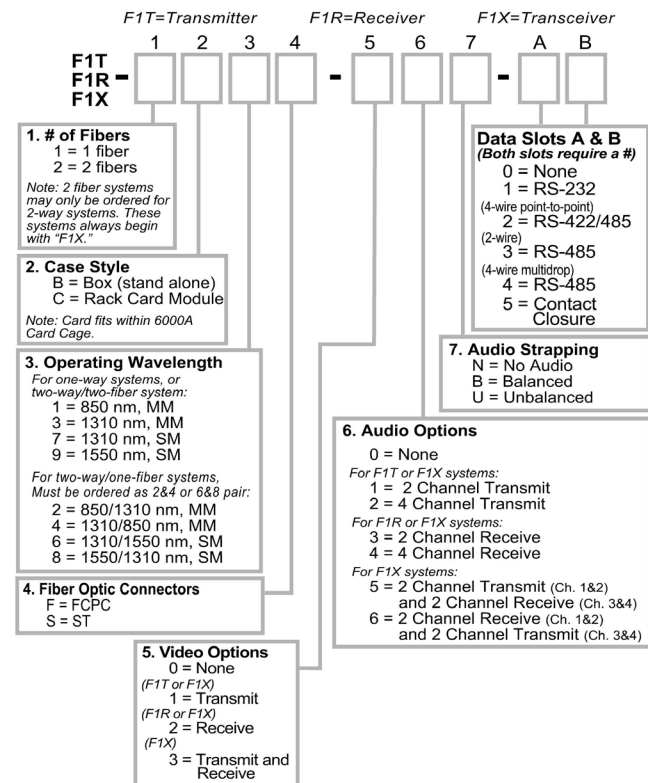 F1T=Transmitter F1R=Receiver F1X=Transceiver
1 2 3 4 5 6 7 A B
F1T
F1R - - -
F1X
1. # of Fibers
1 = 1 fiber
2 = 2 fibers
Note: 2 fiber systems
may only be ordered for
2-way systems. These
systems always begin
with “F1X.”
2. Case Style
B = Box (stand alone)
C = Rack Card Module
Note: Card fits within 6000A
Card Cage.
3. Operating Wavelength
For one-way systems, or
two-way/two-fiber system:
1 = 850 nm, MM
3 = 1310 nm, MM
7 = 1310 nm, SM
9 = 1550 nm, SM
For two-way/one-fiber systems,
Must be ordered as 2&4 or 6&8 pair:
2 = 850/1310 nm, MM
4 = 1310/850 nm, MM
6 = 1310/1550 nm, SM
8 = 1550/1310 nm, SM
4. Fiber Optic Connectors
F = FCPC
S = ST
5. Video Options
0 = None
(F1T or F1X)
1 = Transmit
(F1R or F1X)
2 = Receive
(F1X)
3 = Transmit and
Receive
6. Audio Options
0 = None
For F1T or F1X systems:
1 = 2 Channel Transmit
2 = 4 Channel Transmit
For F1R or F1X systems:
3 = 2 Channel Receive
4 = 4 Channel Receive
For F1X systems:
5 = 2 Channel Transmit (Ch. 1&2)
and 2 Channel Receive (Ch. 3&4)
6 = 2 Channel Receive (Ch. 1&2)
and 2 Channel Transmit (Ch. 3&4)
7. Audio Strapping
N = No Audio
B = Balanced
U = Unbalanced
Data Slots A & B
(Both slots require a #)
0 = None
1 = RS-232
(4-wire point-to-point)
2 = RS-422/485
(2-wire)
3 = RS-485
(4-wire multidrop)
4 = RS-485
5 = Contact
Closure